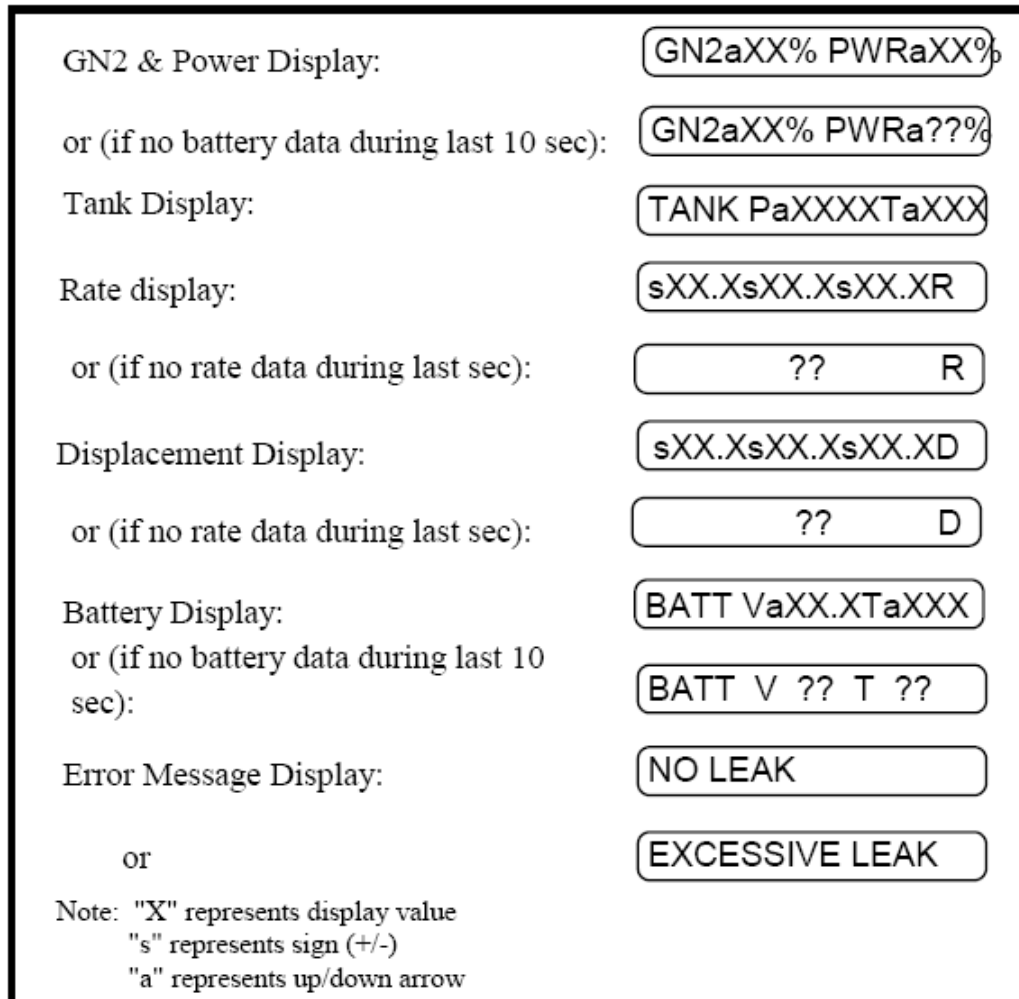 GN2 & Power Display: GN2aXX% PWRaXX%
or (if no battery data during last 10 sec): GN2aXX% PWRa??%
Tank Display: TANK PaXXXXTaXXX
Rate display: sXX.XsXX.XsXX.XR
or (if no rate data during last sec): ?? R
Displacement Display: sXX.XsXX.XsXX.XD
or (if no rate data during last sec): ?? D
Battery Display: BATT VaXX.XTaXXX
or (if no battery data during last 10
sec): BATT V ?? T ??
Error Message Display: NO LEAK
or EXCESSIVE LEAK
Note: "X" represents display value
"s" represents sign (+/-)
"a" represents up/down arrow